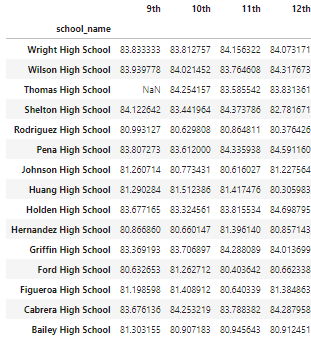 9th 10th 11th 12th
school_name
Wright High School 83.833333 83.812757 84.156322 84.073171
Wilson High School 83.939778 84.021452 83.764608 84.317673
Thomas High School NaN 84.254157 83.585542 83.831361
Shelton High School 84.122642 83.441964 84.373786 82.781671
Rodriguez High School 80.993127 80.629808 80.864811 80.376426
Pena High School 83.807273 83.612000 84.335938 84.591160
Johnson High School 81.260714 80.773431 80.616027 81.227564
Huang High School 81.290284 81.512386 81.417476 80.305983
Holden High School 83.677165 83.324561 83.815534 84.698795
Hernandez High School 80.866860 80.660147 81.396140 80.857143
Griffin High School 83.369193 83.706897 84.288089 84.013699
Ford High School 80.632653 81.262712 80.403642 80.662338
Figueroa High School 81.198598 81.408912 80.640339 81.384863
Cabrera High School 83.676136 84.253219 83.788382 84.287958
Bailey High School 81.303155 80.907183 80.945643 80.912451